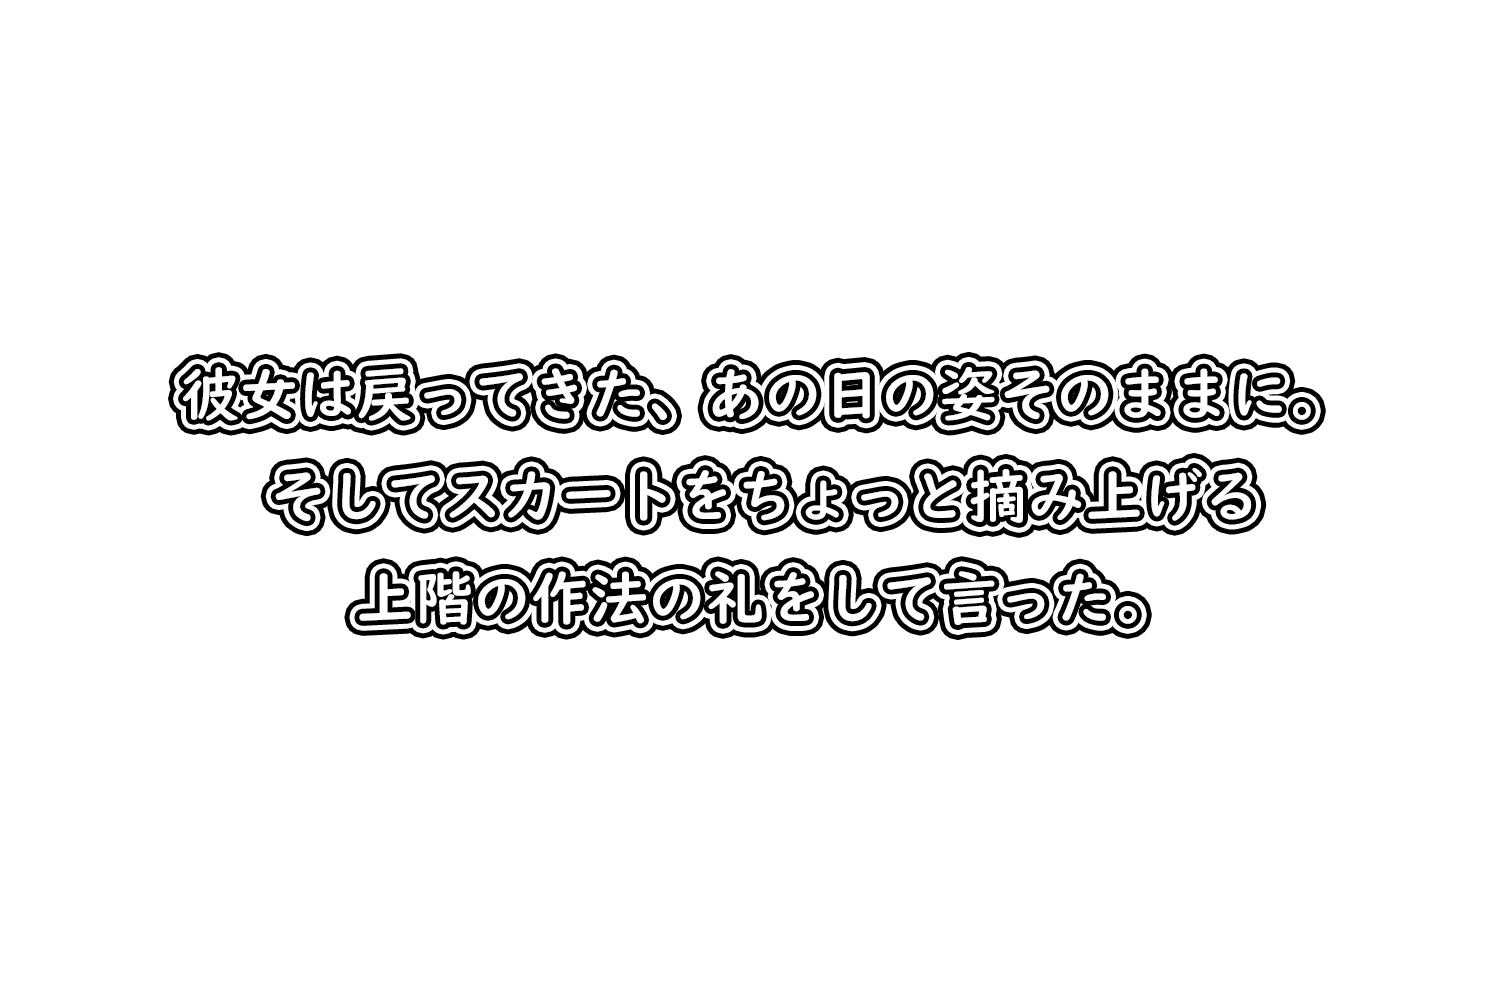 彼女は戻ってきた、あの日の姿そのままに。
そしてスカートをちょっと摘み上げる
上階の作法の礼をして言った。